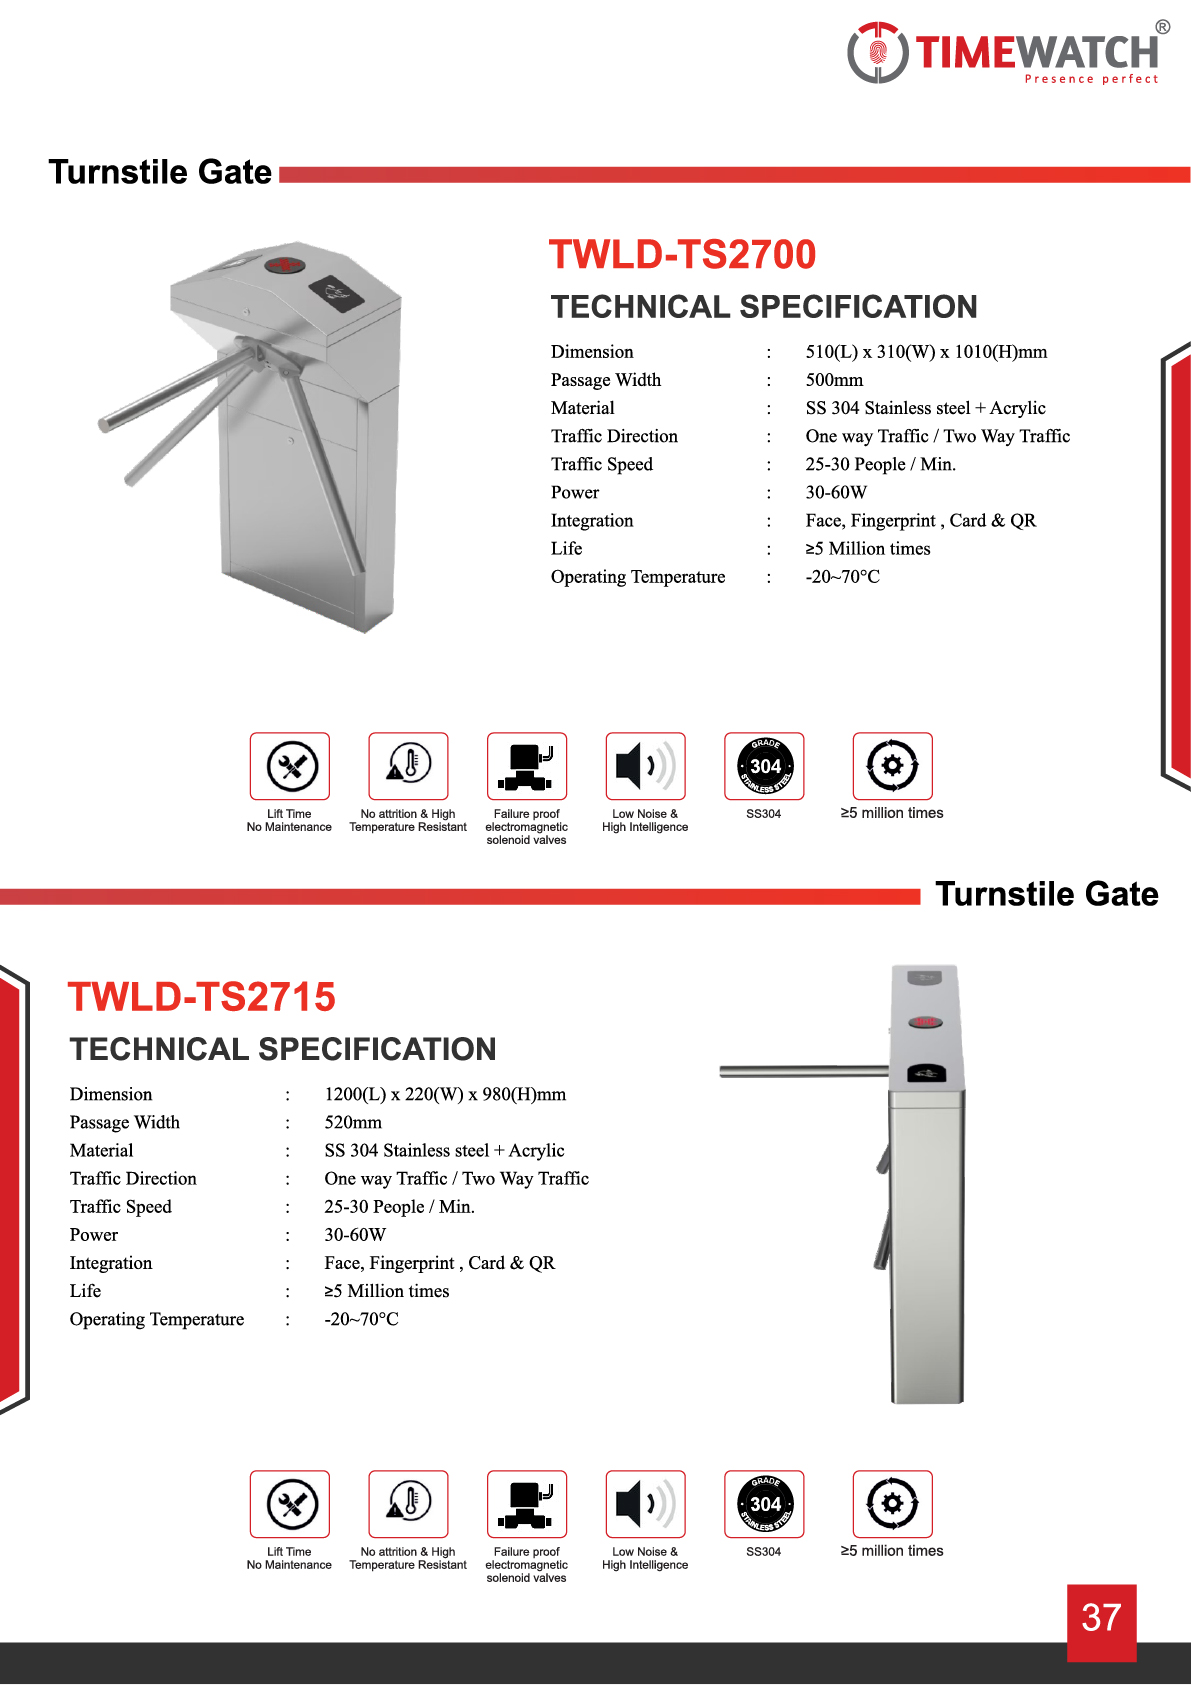 TIMEWATCH®
Presence perfect
Turnstile Gate
TWLD-TS2700
TECHNICAL SPECIFICATION
Dimension : 510(L) x 310(W) x 1010(H)mm
Passage Width : 500mm
Material : SS 304 Stainless steel + Acrylic
Traffic Direction : One way Traffic / Two Way Traffic
Traffic Speed : 25-30 People / Min.
Power : 30-60W
Integration : Face, Fingerprint , Card & QR
Life : ≥5 Million times
Operating Temperature : -20~70°C
GRADE
304
STAINLESS STEEL
Lift Time
No Maintenance
No attrition & High
Temperature Resistant
Failure proof
electromagnetic
solenoid valves
Low Noise &
High Intelligence
SS304
≥5 million times
Turnstile Gate
TWLD-TS2715
TECHNICAL SPECIFICATION
Dimension : 1200(L) x 220(W) x 980(H)mm
Passage Width : 520mm
Material : SS 304 Stainless steel + Acrylic
Traffic Direction : One way Traffic / Two Way Traffic
Traffic Speed : 25-30 People / Min.
Power : 30-60W
Integration : Face, Fingerprint , Card & QR
Life : ≥5 Million times
Operating Temperature : -20~70°C
GRADE
304
STAINLESS STEEL
Lift Time
No Maintenance
No attrition & High
Temperature Resistant
Failure proof
electromagnetic
solenoid valves
Low Noise &
High Intelligence
SS304
≥5 million times
37